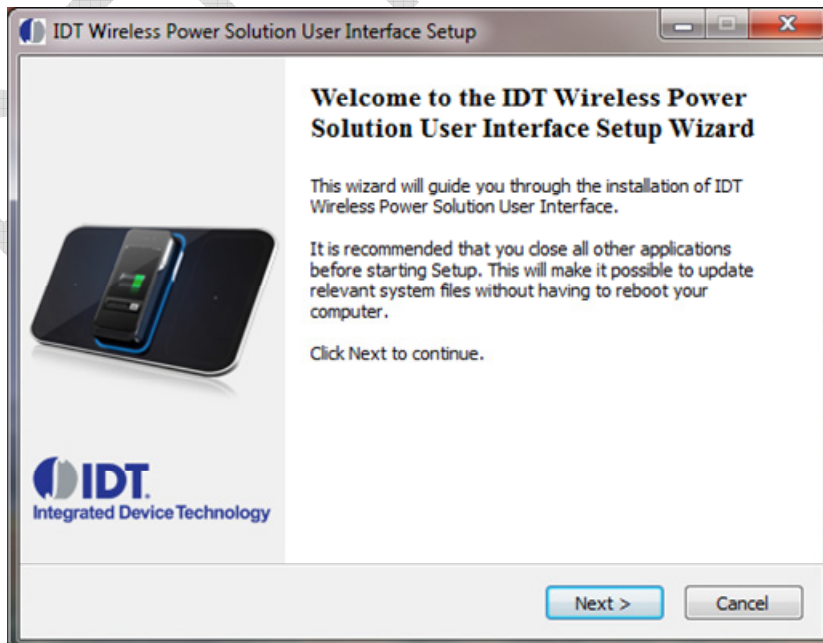 IDT Wireless Power Solution User Interface Setup
Welcome to the IDT Wireless Power
Solution User Interface Setup Wizard
This wizard will guide you through the installation of IDT
Wireless Power Solution User Interface.
It is recommended that you close all other applications
before starting Setup. This will make it possible to update
relevant system files without having to reboot your
computer.
Click Next to continue.
IDT.
Integrated Device Technology
Next >
Cancel